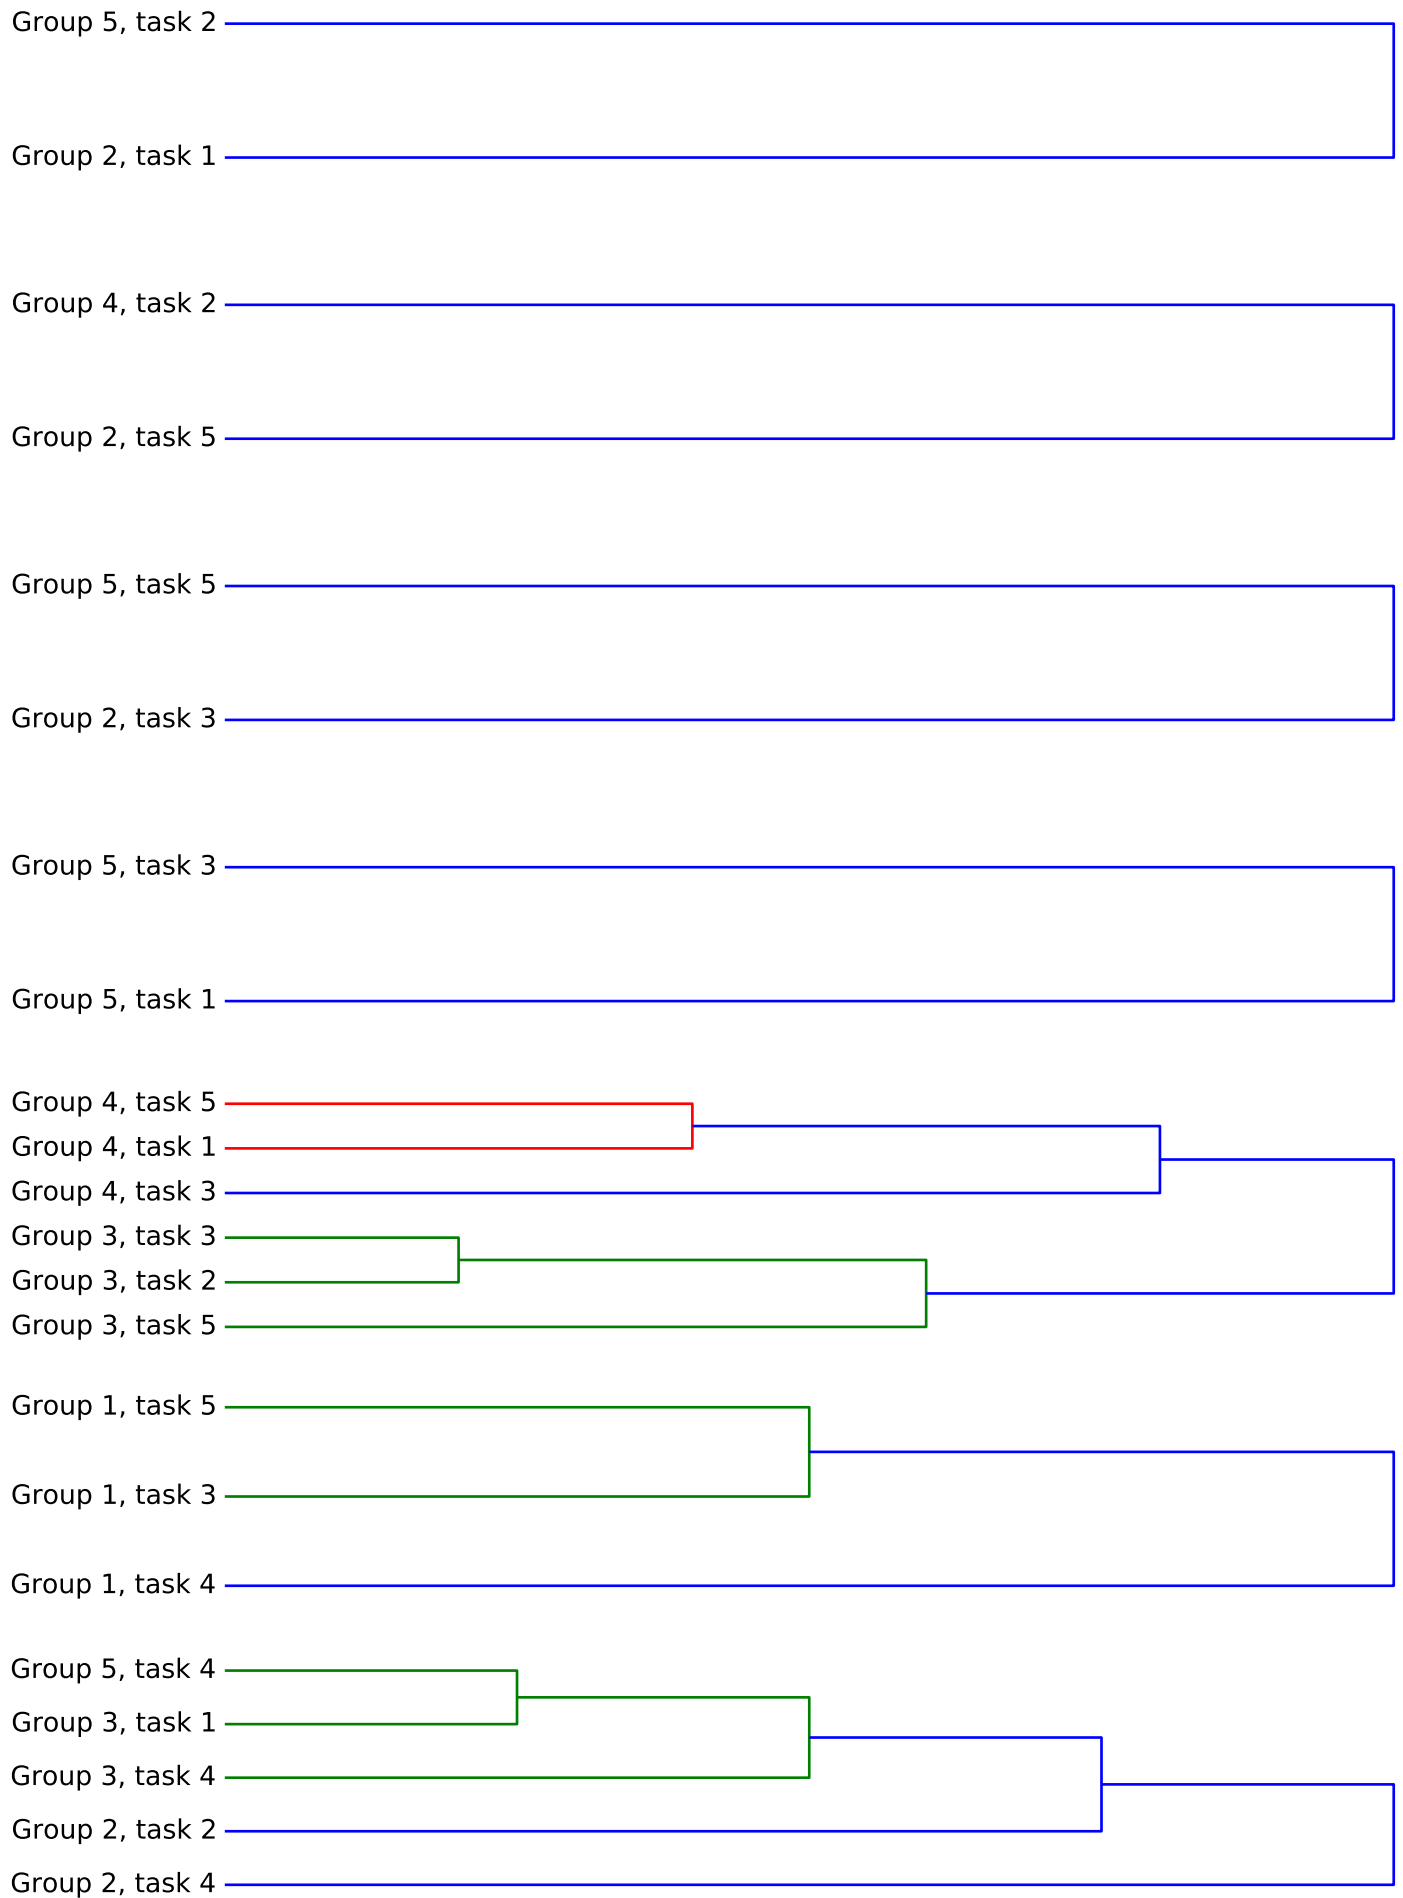 Group 5, task 2
Group 2, task 1
Group 4, task 2
Group 2, task 5
Group 5, task 5
Group 2, task 3
Group 5, task 3
Group 5, task 1
Group 4, task 5
Group 4, task 1
Group 4, task 3
Group 3, task 3
Group 3, task 2
Group 3, task 5
Group 1, task 5
Group 1, task 3
Group 1, task 4
Group 5, task 4
Group 3, task 1
Group 3, task 4
Group 2, task 2
Group 2, task 4